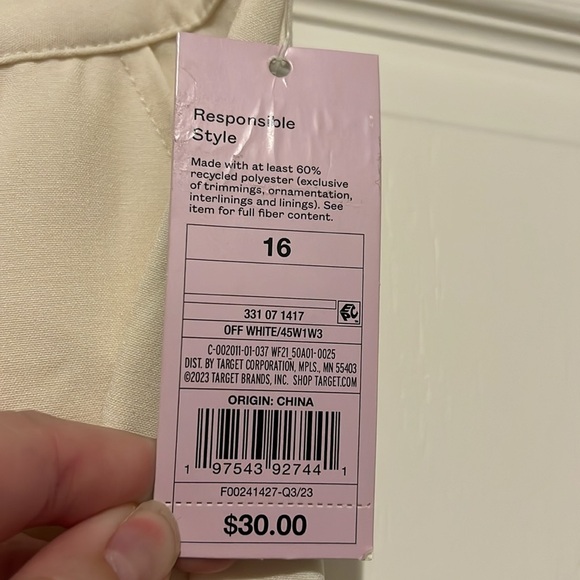 Responsible
Style
Made with at least 60%
recycled polyester (exclusive
of trimmings, ornamentation,
interlinings and linings). See
item for full fiber content.
16
331 07 1417
OFF WHITE/45W1W3
C-002011-01-037 WF21_50A01-0025
DIST. BY TARGET CORPORATION, MPLS., MN 55403
©2023 TARGET BRANDS, INC. SHOP TARGET.COM
ORIGIN: CHINA
1 97543 92744 1
F00241427-Q3/23
$30.00